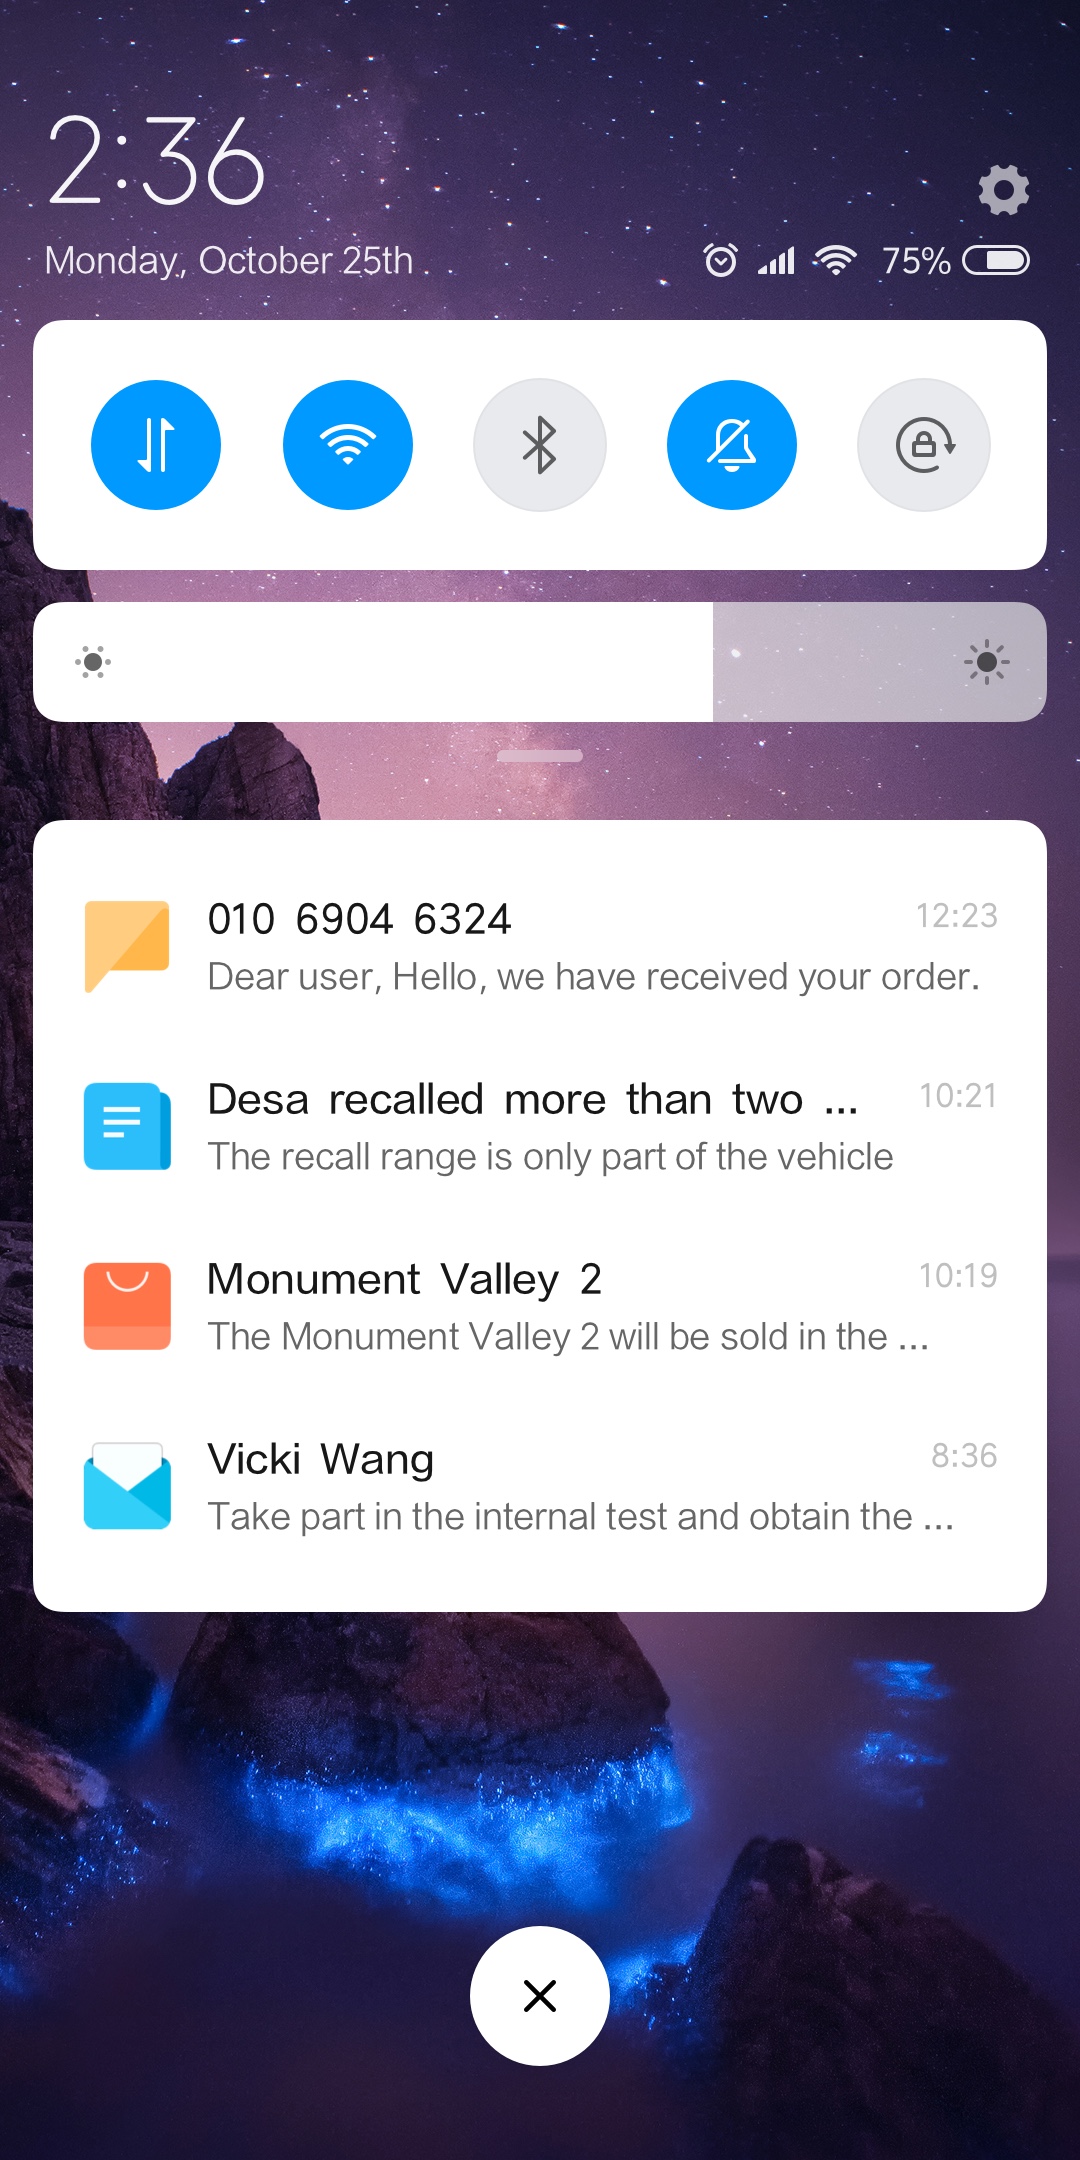 2:36
Monday, October 25th
75%
010 6904 6324
12:23
Dear user, Hello, we have received your order.
Desa recalled more than two ...
10:21
The recall range is only part of the vehicle
Monument Valley 2
10:19
The Monument Valley 2 will be sold in the ...
Vicki Wang
8:36
Take part in the internal test and obtain the ...